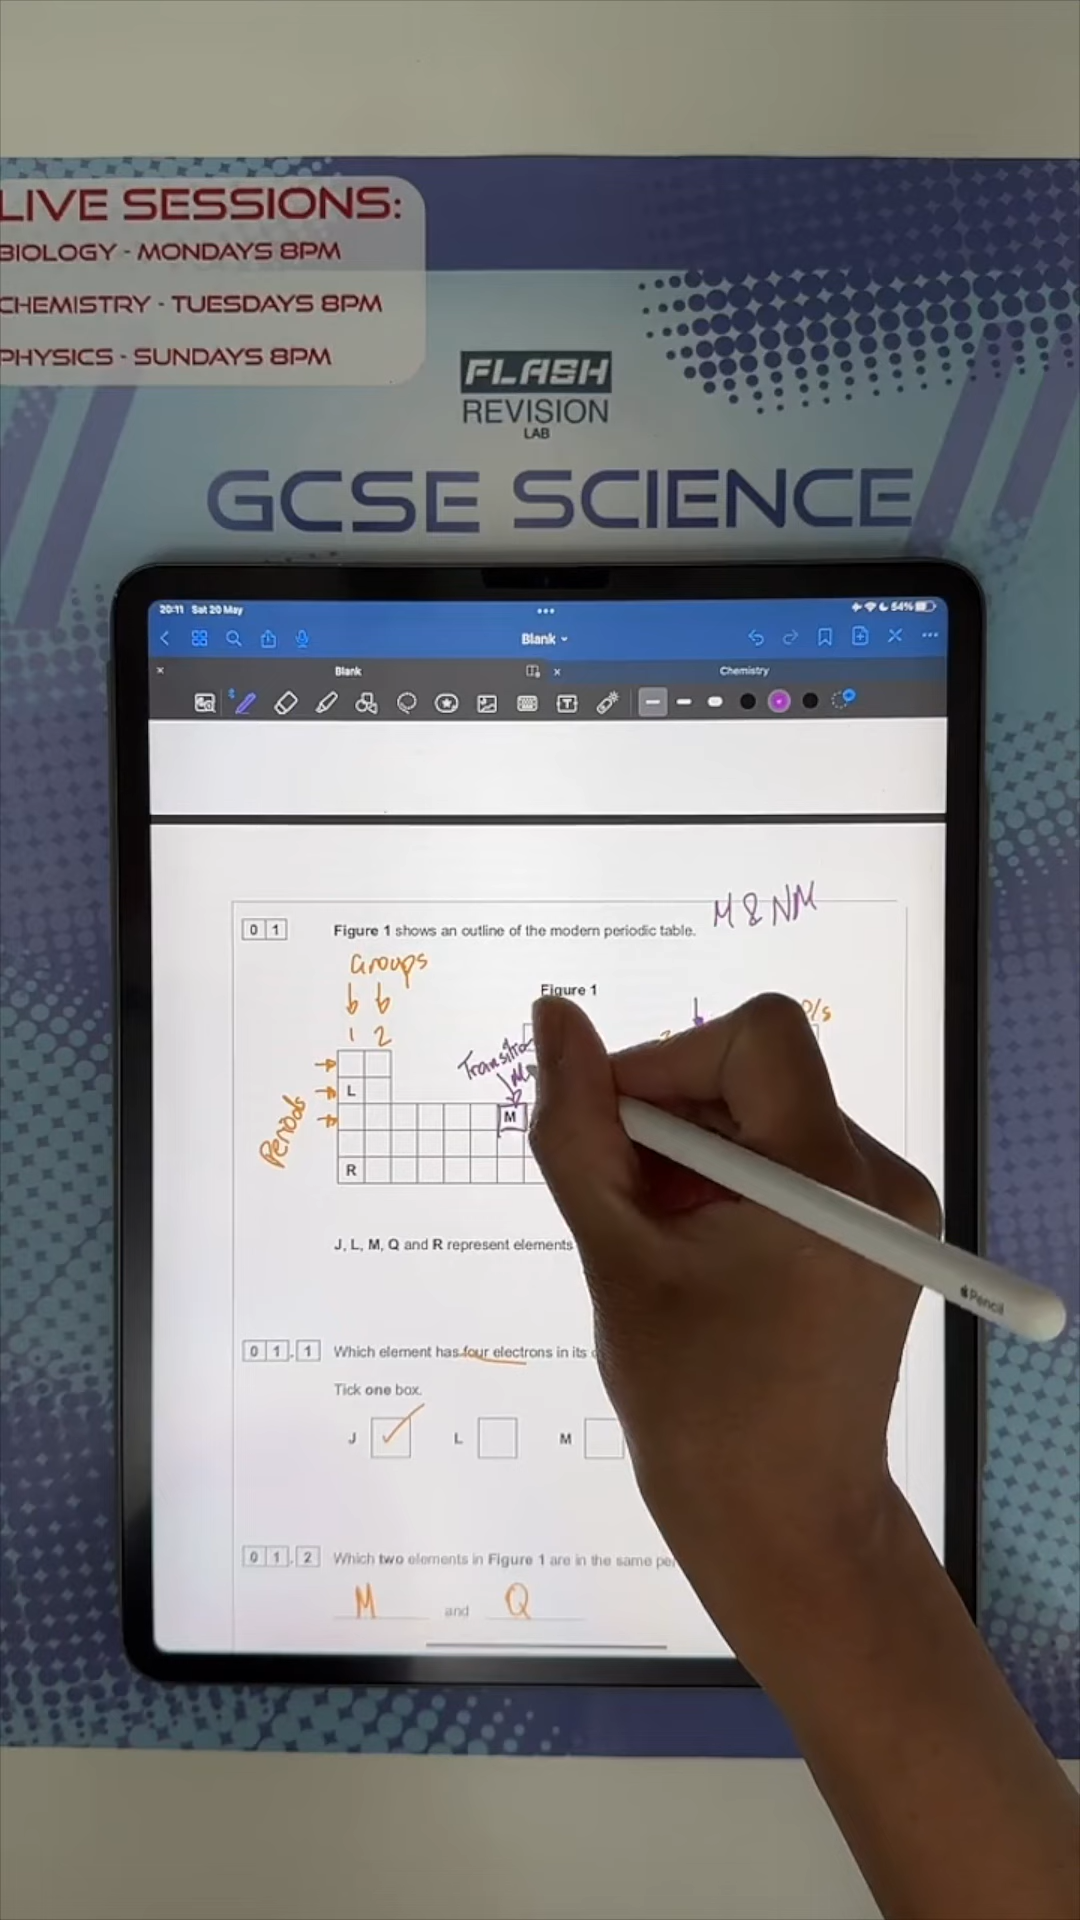 LIVE SESSIONS:
BIOLOGY - MONDAYS 8PM
CHEMISTRY - TUESDAYS 8PM
PHYSICS - SUNDAYS 8PM
FLASH
REVISION
LAB
GCSE SCIENCE
20:11 Sat 20 May
54%
Blank
Blank
Chemistry
M & NM
0 1 Figure 1 shows an outline of the modern periodic table.
Groups
Figure 1
1 2
0/s
Transition
L
Periods
M
R
J, L, M, Q and R represent elements
0 1 . 1 Which element has four electrons in its
Tick one box.
J L M
0 1 . 2 Which two elements in Figure 1 are in the same
M and Q
Pencil